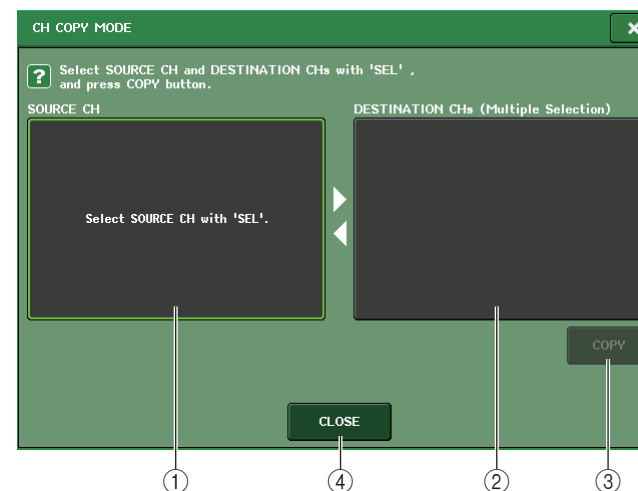 CH COPY MODE
×
? Select SOURCE CH and DESTINATION CHs with 'SEL' ,
and press COPY button.
SOURCE CH
DESTINATION CHs (Multiple Selection)
Select SOURCE CH with 'SEL'.
COPY
CLOSE
① ④ ② ③